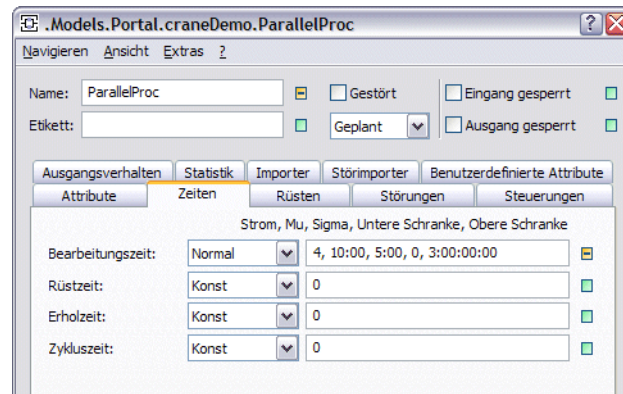 .Models.Portal.craneDemo.ParallelProc
Navigieren Ansicht Extras ?
Name: ParallelProc Gestört Eingang gesperrt
Etikett: Geplant Ausgang gesperrt
Ausgangsverhalten Statistik Importer Störimporter Benutzerdefinierte Attribute
Attribute Zeiten Rüsten Störungen Steuerungen
Strom, Mu, Sigma, Untere Schranke, Obere Schranke
Bearbeitungszeit: Normal 4, 10:00, 5:00, 0, 3:00:00:00
Rüstzeit: Konst 0
Erholzeit: Konst 0
Zykluszeit: Konst 0